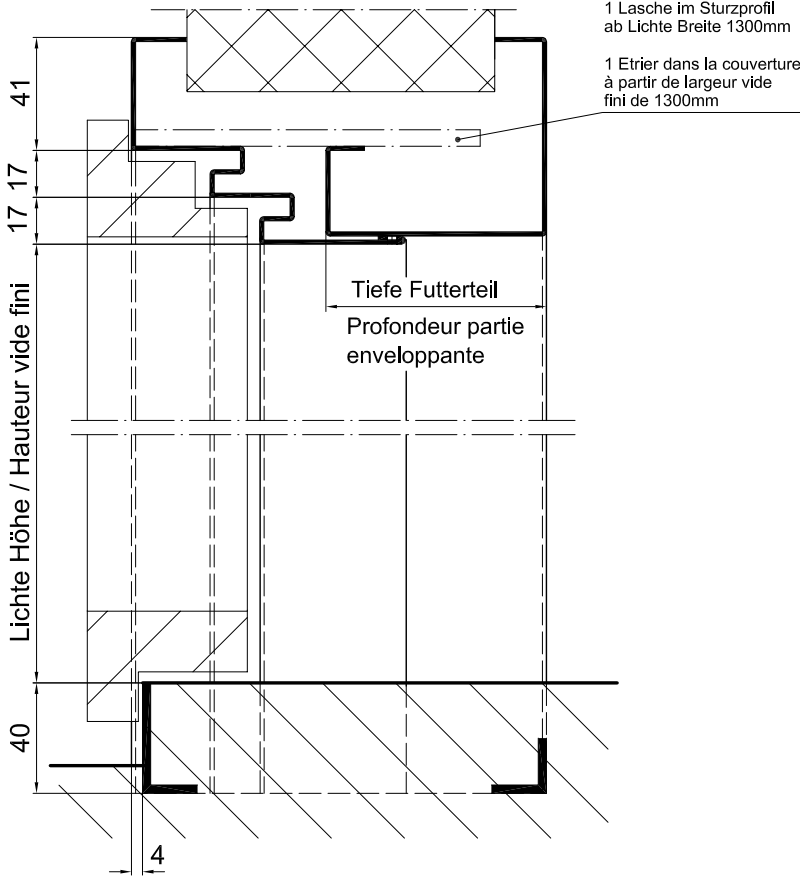 1 Lasche im Sturzprofil
ab Lichte Breite 1300mm
1 Etrier dans la couverture
à partir de largeur vide
fini de 1300mm
41
17
17
Tiefe Futterteil
Profondeur partie
enveloppante
Lichte Höhe / Hauteur vide fini
40
4